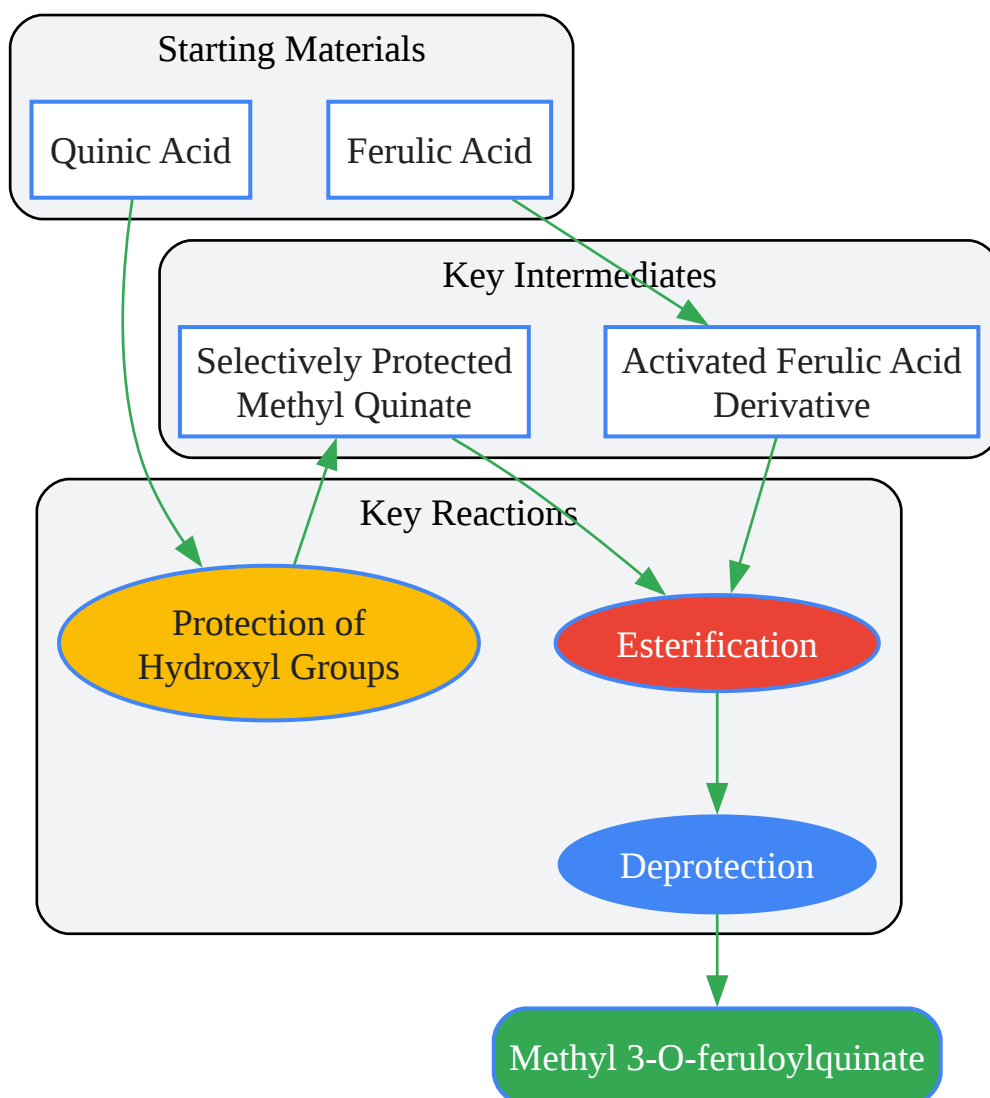 Starting Materials
Quinic Acid
Ferulic Acid
Key Intermediates
Selectively Protected
Methyl Quinate
Activated Ferulic Acid
Derivative
Key Reactions
Protection of
Hydroxyl Groups
Esterification
Deprotection
Methyl 3-O-feruloylquinate